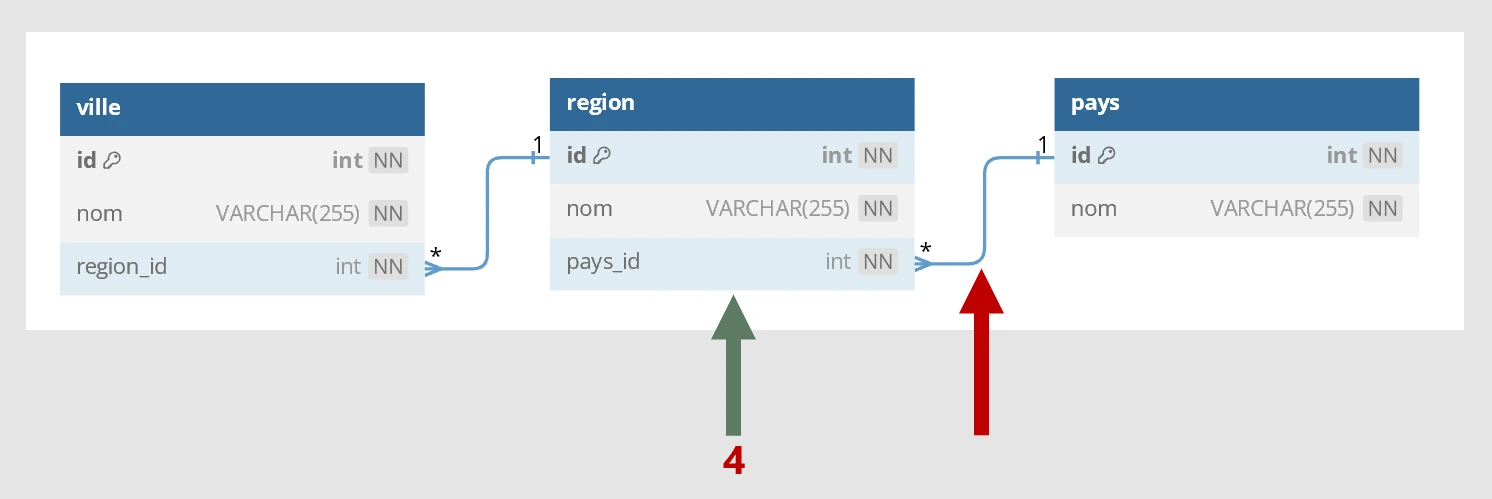 ville
id int NN
nom VARCHAR(255) NN
region_id int NN
*
1
region
id int NN
nom VARCHAR(255) NN
pays_id int NN
*
1
pays
id int NN
nom VARCHAR(255) NN
4